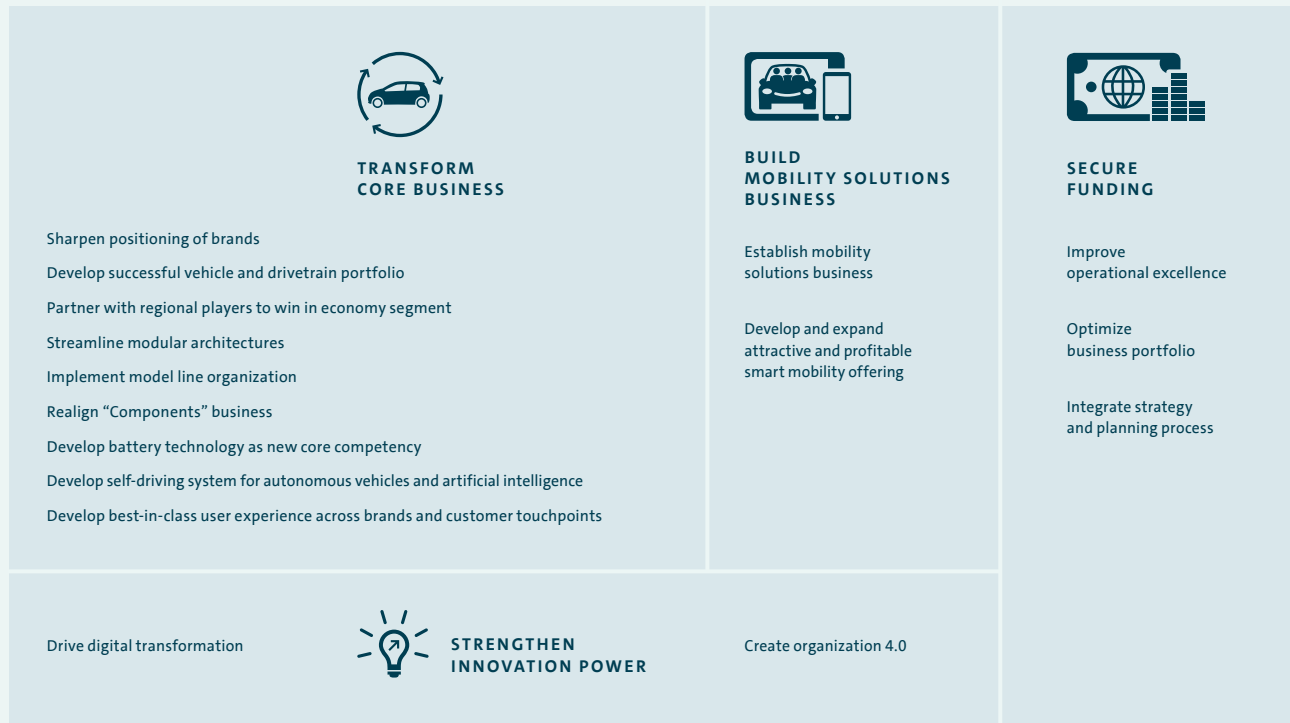 TRANSFORM
CORE BUSINESS
Sharpen positioning of brands
Develop successful vehicle and drivetrain portfolio
Partner with regional players to win in economy segment
Streamline modular architectures
Implement model line organization
Realign “Components” business
Develop battery technology as new core competency
Develop self-driving system for autonomous vehicles and artificial intelligence
Develop best-in-class user experience across brands and customer touchpoints
BUILD
MOBILITY SOLUTIONS
BUSINESS
Establish mobility
solutions business
Develop and expand
attractive and profitable
smart mobility offering
SECURE
FUNDING
Improve
operational excellence
Optimize
business portfolio
Integrate strategy
and planning process
Drive digital transformation
STRENGTHEN
INNOVATION POWER
Create organization 4.0